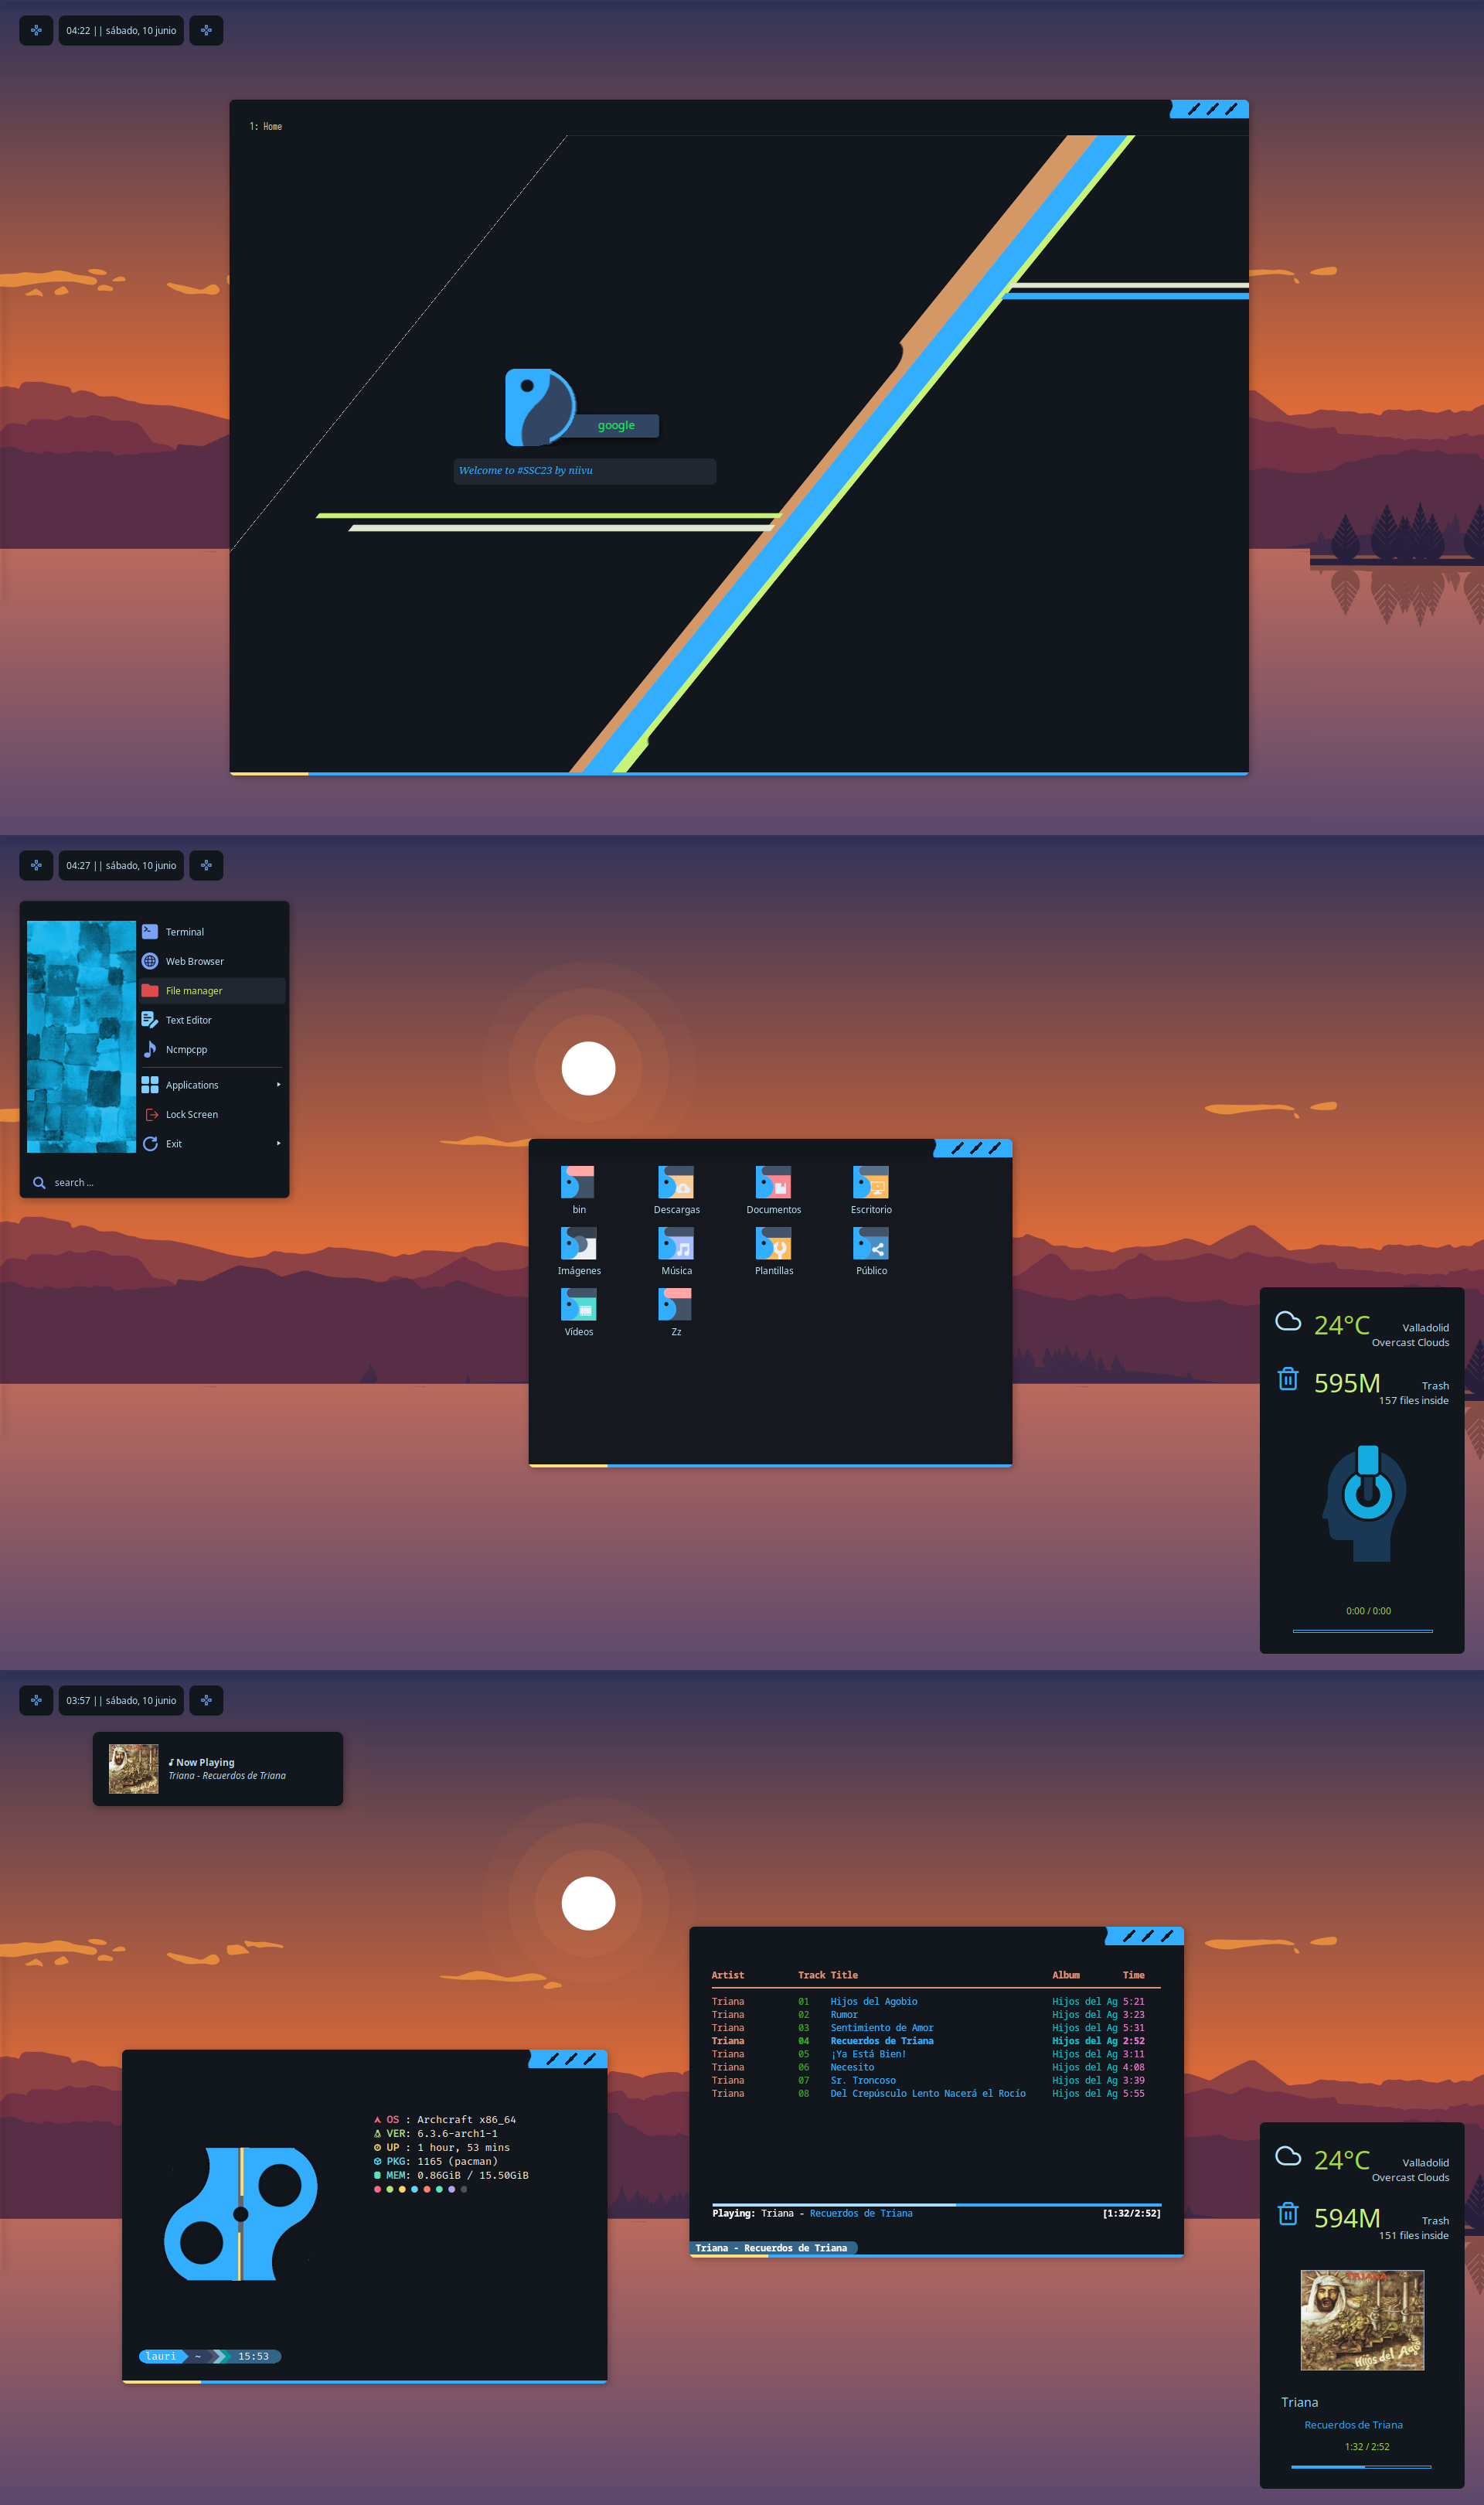 04:22 || sábado, 10 junio
1: Home
google
Welcome to #SSC23 by niivu
04:27 || sábado, 10 junio
Terminal
Web Browser
File manager
Text Editor
Ncmpcpp
Applications
Lock Screen
Exit
search ...
bin
Descargas
Documentos
Escritorio
Imágenes
Música
Plantillas
Público
Vídeos
Zz
24°C
Valladolid
Overcast Clouds
595M
Trash
157 files inside
0:00 / 0:00
03:57 || sábado, 10 junio
Now Playing
Triana - Recuerdos de Triana
Artist Track Title Album Time
Triana 01 Hijos del Agobio Hijos del Ag 5:21
Triana 02 Rumor Hijos del Ag 3:23
Triana 03 Sentimiento de Amor Hijos del Ag 5:31
Triana 04 Recuerdos de Triana Hijos del Ag 2:52
Triana 05 ¡Ya Está Bien! Hijos del Ag 3:11
Triana 06 Necesito Hijos del Ag 4:08
Triana 07 Sr. Troncoso Hijos del Ag 3:39
Triana 08 Del Crepúsculo Lento Nacerá el Rocío Hijos del Ag 5:55
Playing: Triana - Recuerdos de Triana [1:32/2:52]
Triana - Recuerdos de Triana
OS : Archcraft x86_64
VER: 6.3.6-arch1-1
UP : 1 hour, 53 mins
PKG: 1165 (pacman)
MEM: 0.86GiB / 15.50GiB
lauri ~ 15:53
24°C
Valladolid
Overcast Clouds
594M
Trash
151 files inside
TRIANA
Hijos del Agobio
Triana
Recuerdos de Triana
1:32 / 2:52